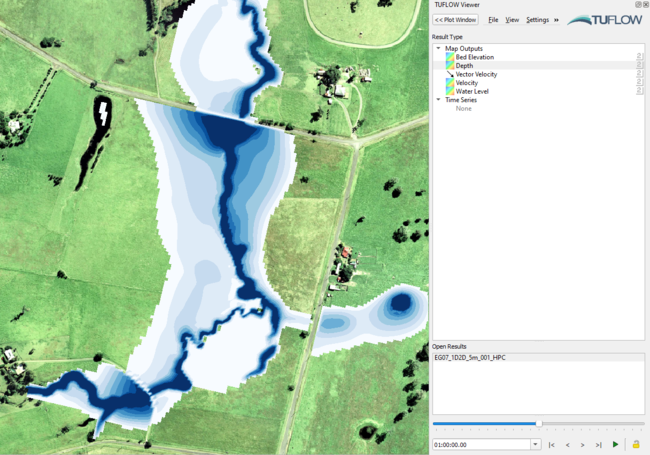 TUFLOW Viewer
<< Plot Window
File
View
Settings
»
TUFLOW
Result Type
Map Outputs
Bed Elevation
Depth
Vector Velocity
Velocity
Water Level
Time Series
None
Open Results
EG07_1D2D_5m_001_HPC
01:00:00.00
|<
<
>
>|